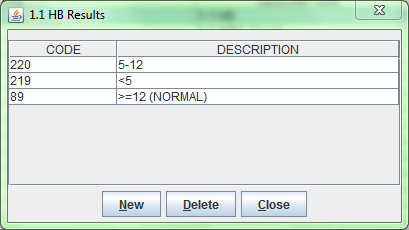 1.1 HB Results
CODE DESCRIPTION
220 5-12
219 <5
89 >=12 (NORMAL)
New Delete Close